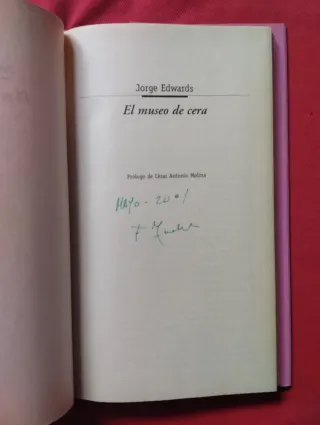 Jorge Edwards
El museo de cera
Prólogo de César Antonio Molina
MAYO - 2001